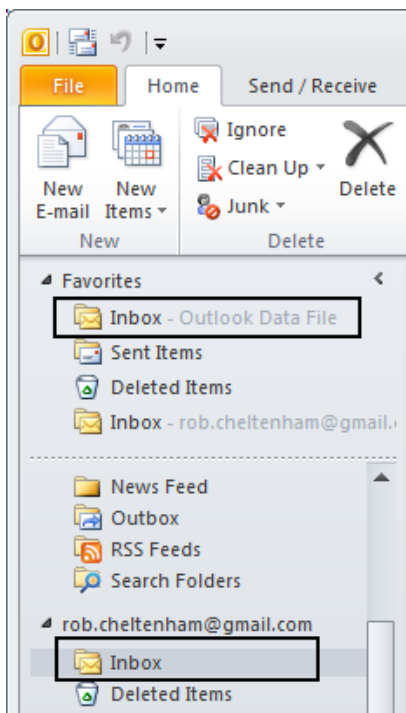 File Home Send / Receive
New E-mail
New Items
Ignore
Clean Up
Junk
Delete
New Delete
Favorites
Inbox - Outlook Data File
Sent Items
Deleted Items
Inbox - rob.cheltenham@gmail.
News Feed
Outbox
RSS Feeds
Search Folders
rob.cheltenham@gmail.com
Inbox
Deleted Items